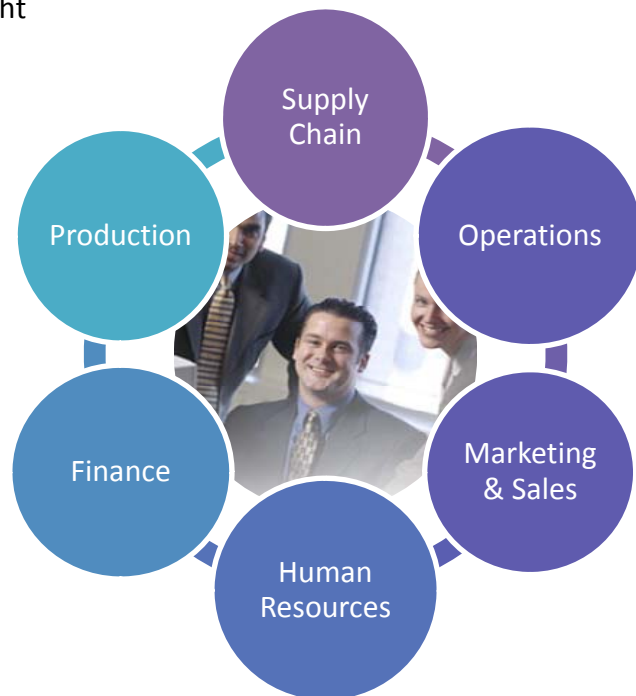 ht
Supply
Chain
Operations
Marketing
& Sales
Human
Resources
Finance
Production